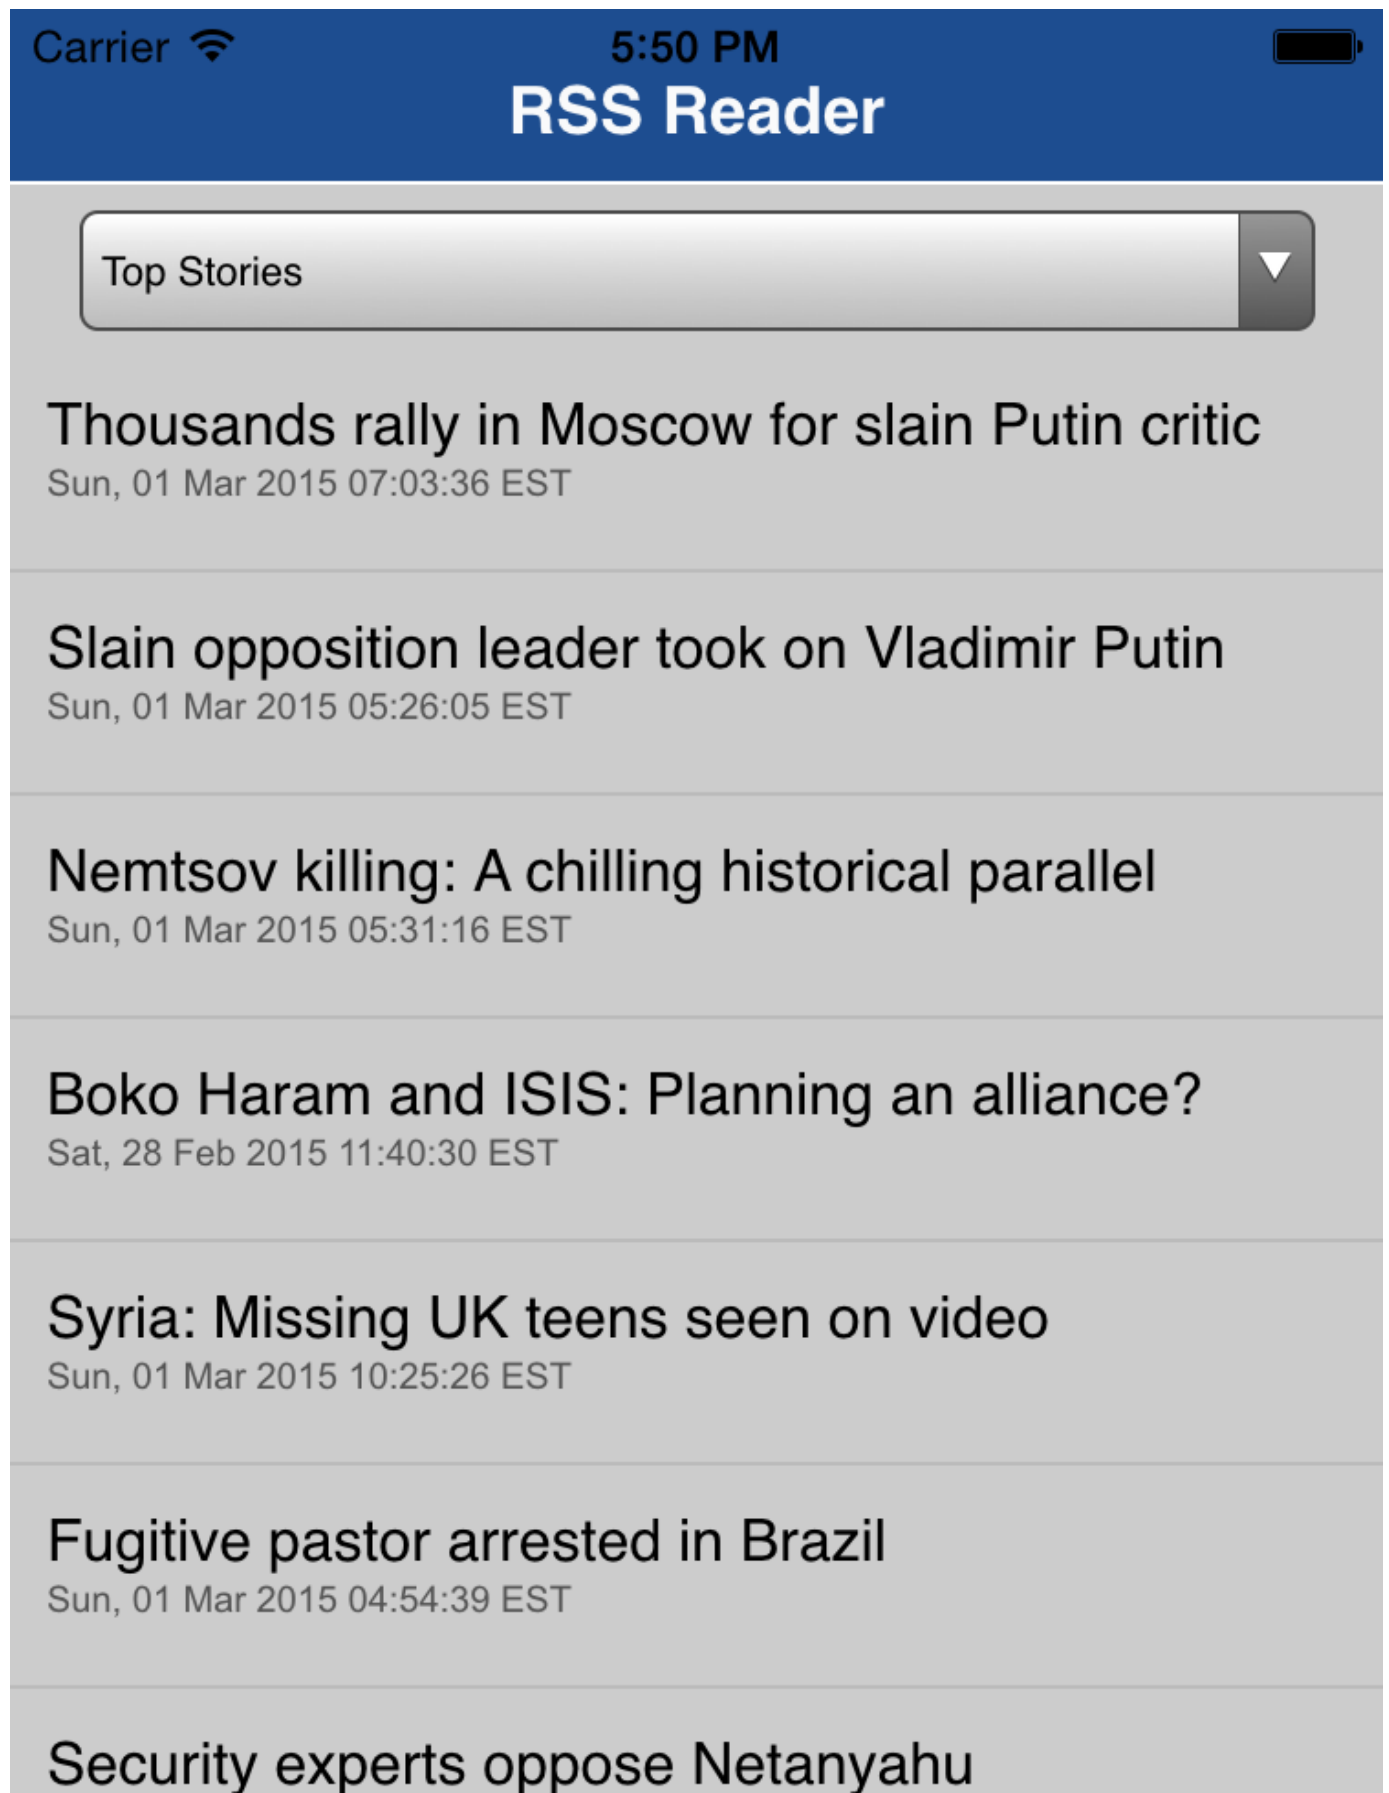 Carrier
5:50 PM
RSS Reader
Top Stories
Thousands rally in Moscow for slain Putin critic
Sun, 01 Mar 2015 07:03:36 EST
Slain opposition leader took on Vladimir Putin
Sun, 01 Mar 2015 05:26:05 EST
Nemtsov killing: A chilling historical parallel
Sun, 01 Mar 2015 05:31:16 EST
Boko Haram and ISIS: Planning an alliance?
Sat, 28 Feb 2015 11:40:30 EST
Syria: Missing UK teens seen on video
Sun, 01 Mar 2015 10:25:26 EST
Fugitive pastor arrested in Brazil
Sun, 01 Mar 2015 04:54:39 EST
Security experts oppose Netanyahu